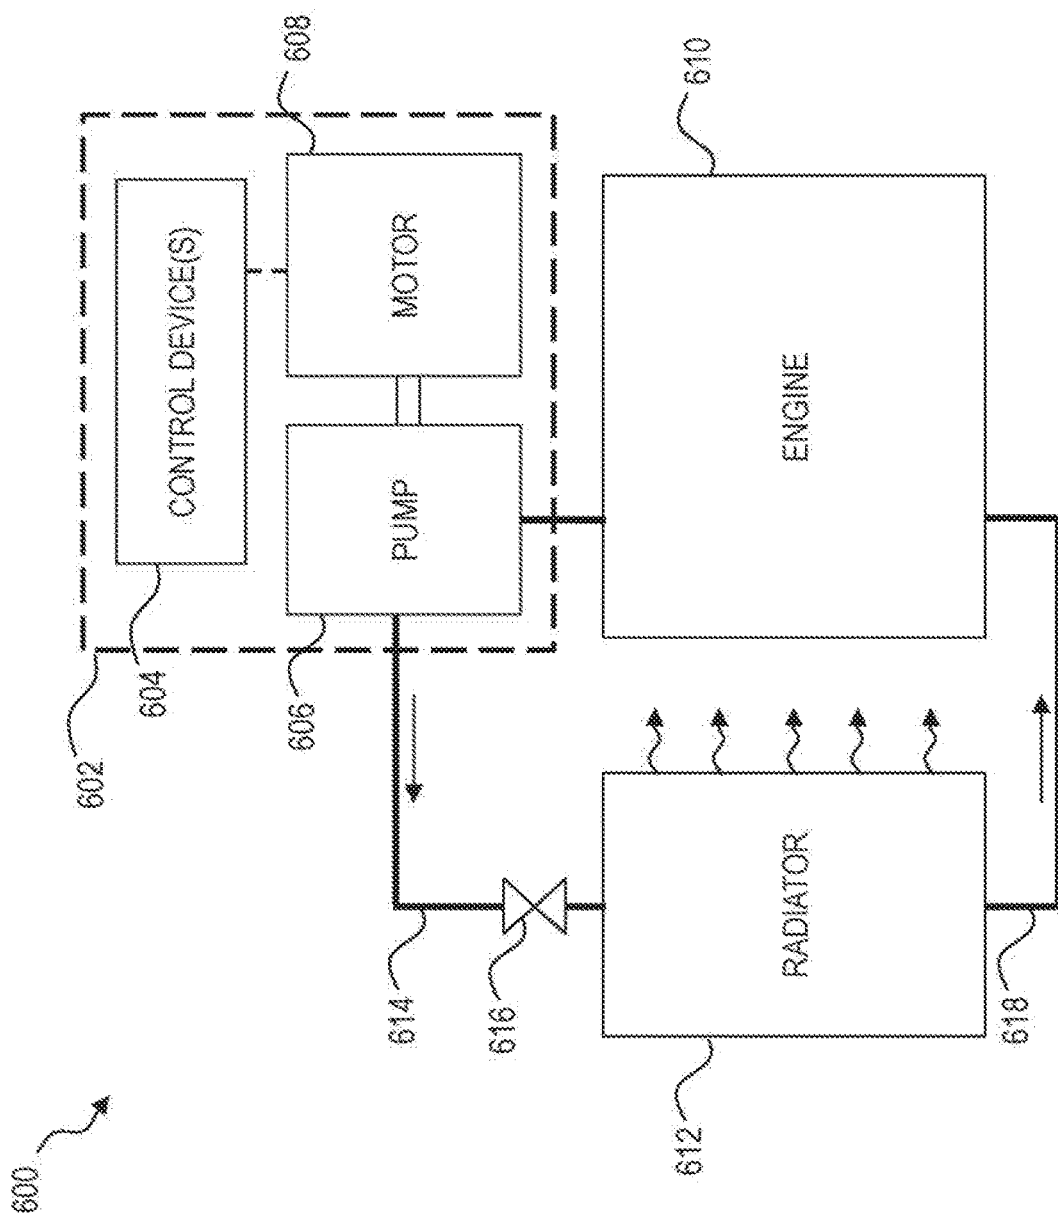 600
602
604
CONTROL DEVICE(S)
606
PUMP
MOTOR
608
614
616
612
RADIATOR
618
ENGINE
610